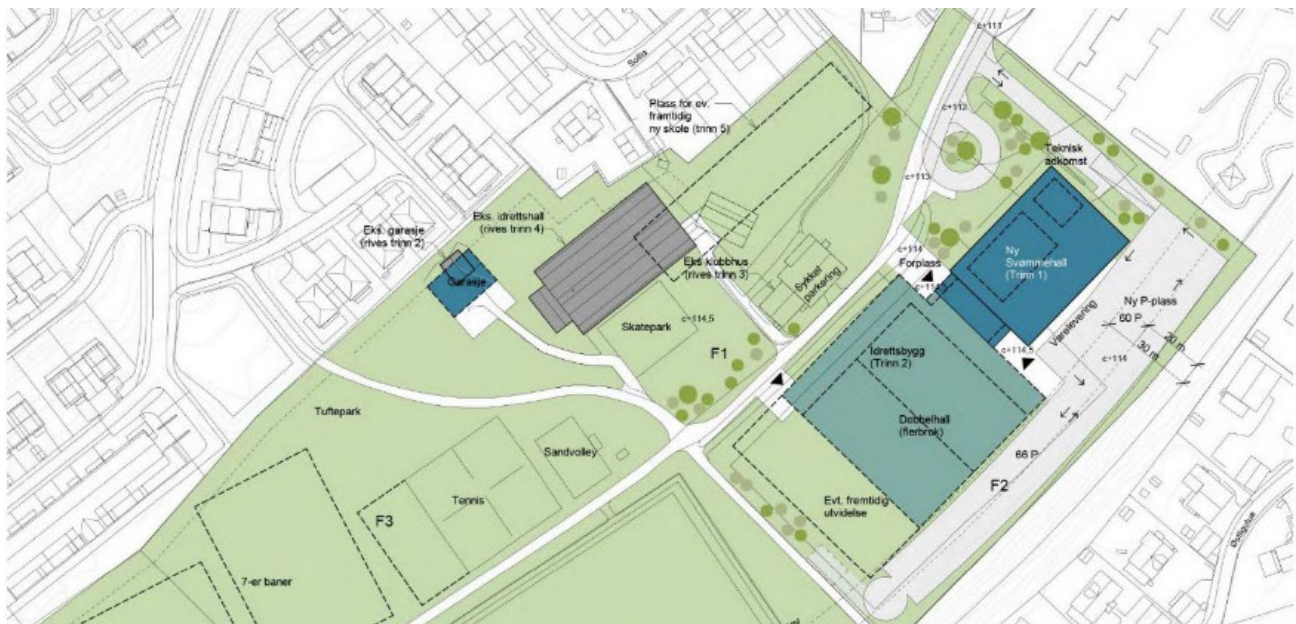 c+111
Sollia
Plass for ev.
framtidig
ny skole (trinn 5)
c+112
Teknisk
adkomst
c+113
Eks. idrettshall
(rives trinn 4)
Eks. garasje
(rives trinn 2)
Garasje
Eks klubbhus
(rives trinn 3)
Sykkel
parkering
c+114
Forplass
c+114
Ny
Svømmehall
(Trinn 1)
Ny P-plass
60 P
Varelevering
20 m
30 m
c+114
c+114,5
Skatepark
c+114,5
F1
Idrettsbygg
(Trinn 2)
Dobbelhall
(flerbruk)
Tuftepark
Sandvolley
Tennis
66 P
F2
Evt. fremtidig
utvidelse
F3
7-er baner